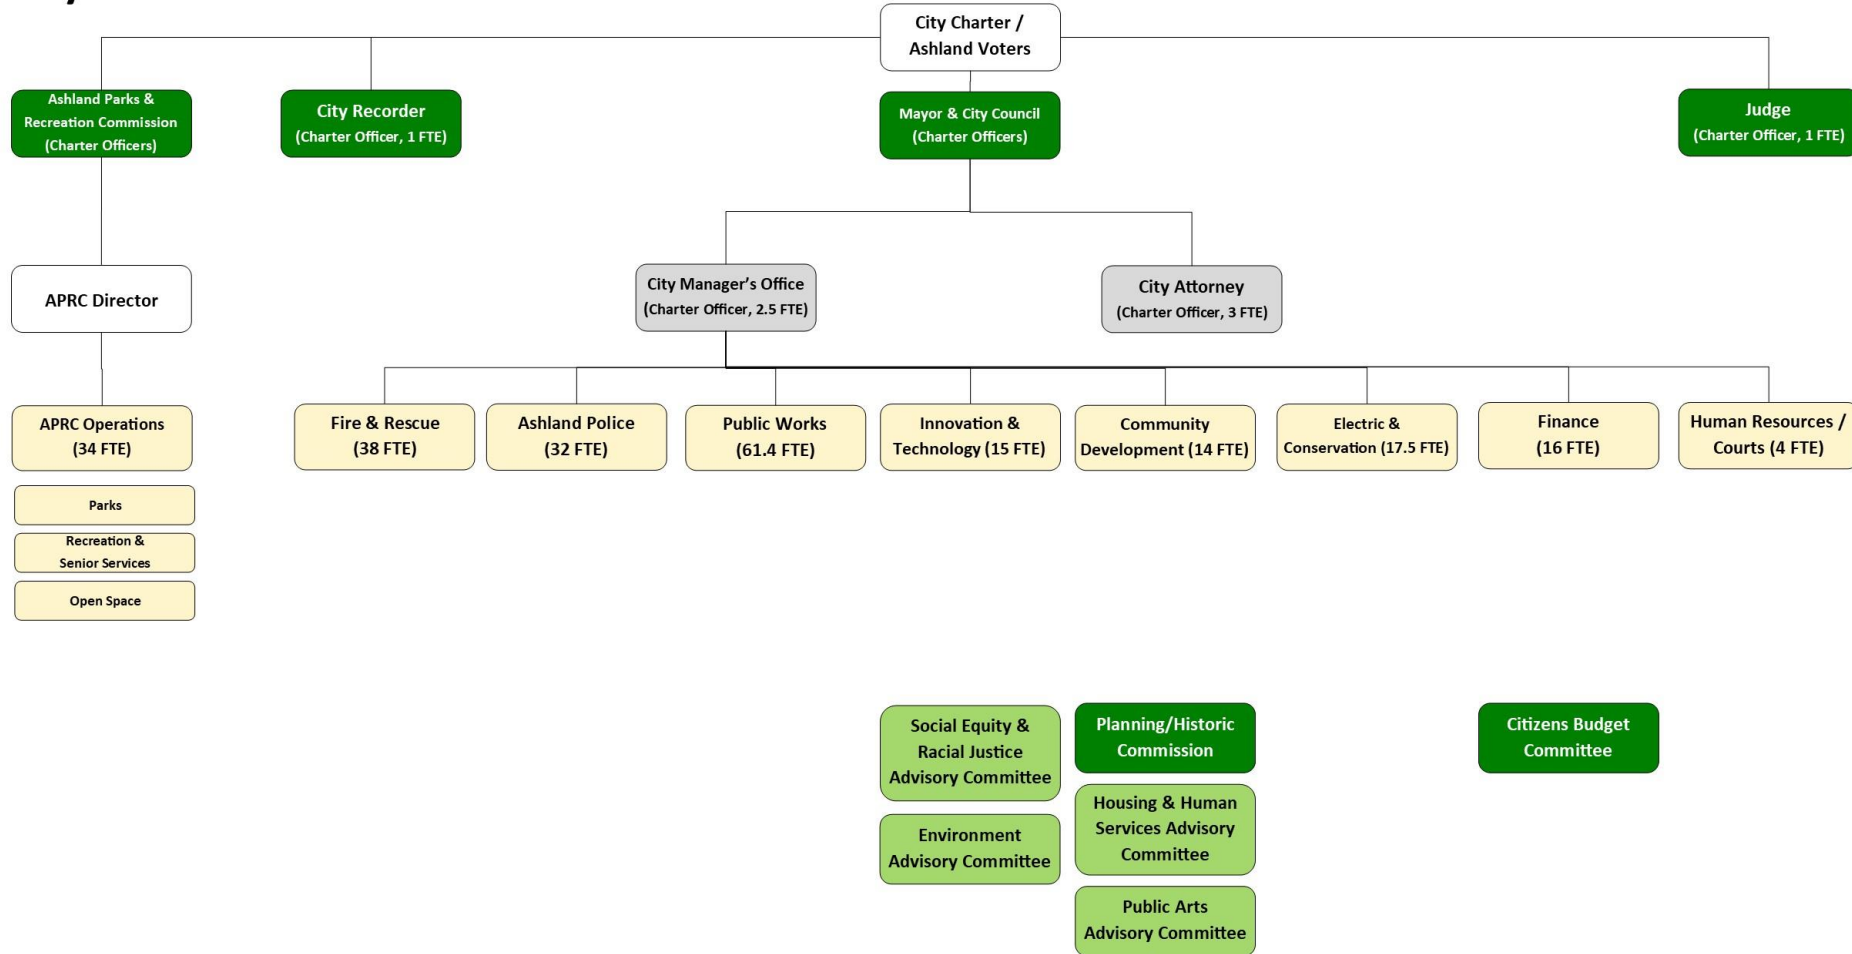 City Charter /
Ashland Voters
Ashland Parks &
Recreation Commission
(Charter Officers)
City Recorder
(Charter Officer, 1 FTE)
Mayor & City Council
(Charter Officers)
Judge
(Charter Officer, 1 FTE)
APRC Director
City Manager’s Office
(Charter Officer, 2.5 FTE)
City Attorney
(Charter Officer, 3 FTE)
APRC Operations
(34 FTE)
Fire & Rescue
(38 FTE)
Ashland Police
(32 FTE)
Public Works
(61.4 FTE)
Innovation &
Technology (15 FTE)
Community
Development (14 FTE)
Electric &
Conservation (17.5 FTE)
Finance
(16 FTE)
Human Resources /
Courts (4 FTE)
Parks
Recreation &
Senior Services
Open Space
Social Equity &
Racial Justice
Advisory Committee
Environment
Advisory Committee
Planning/Historic
Commission
Housing & Human
Services Advisory
Committee
Public Arts
Advisory Committee
Citizens Budget
Committee